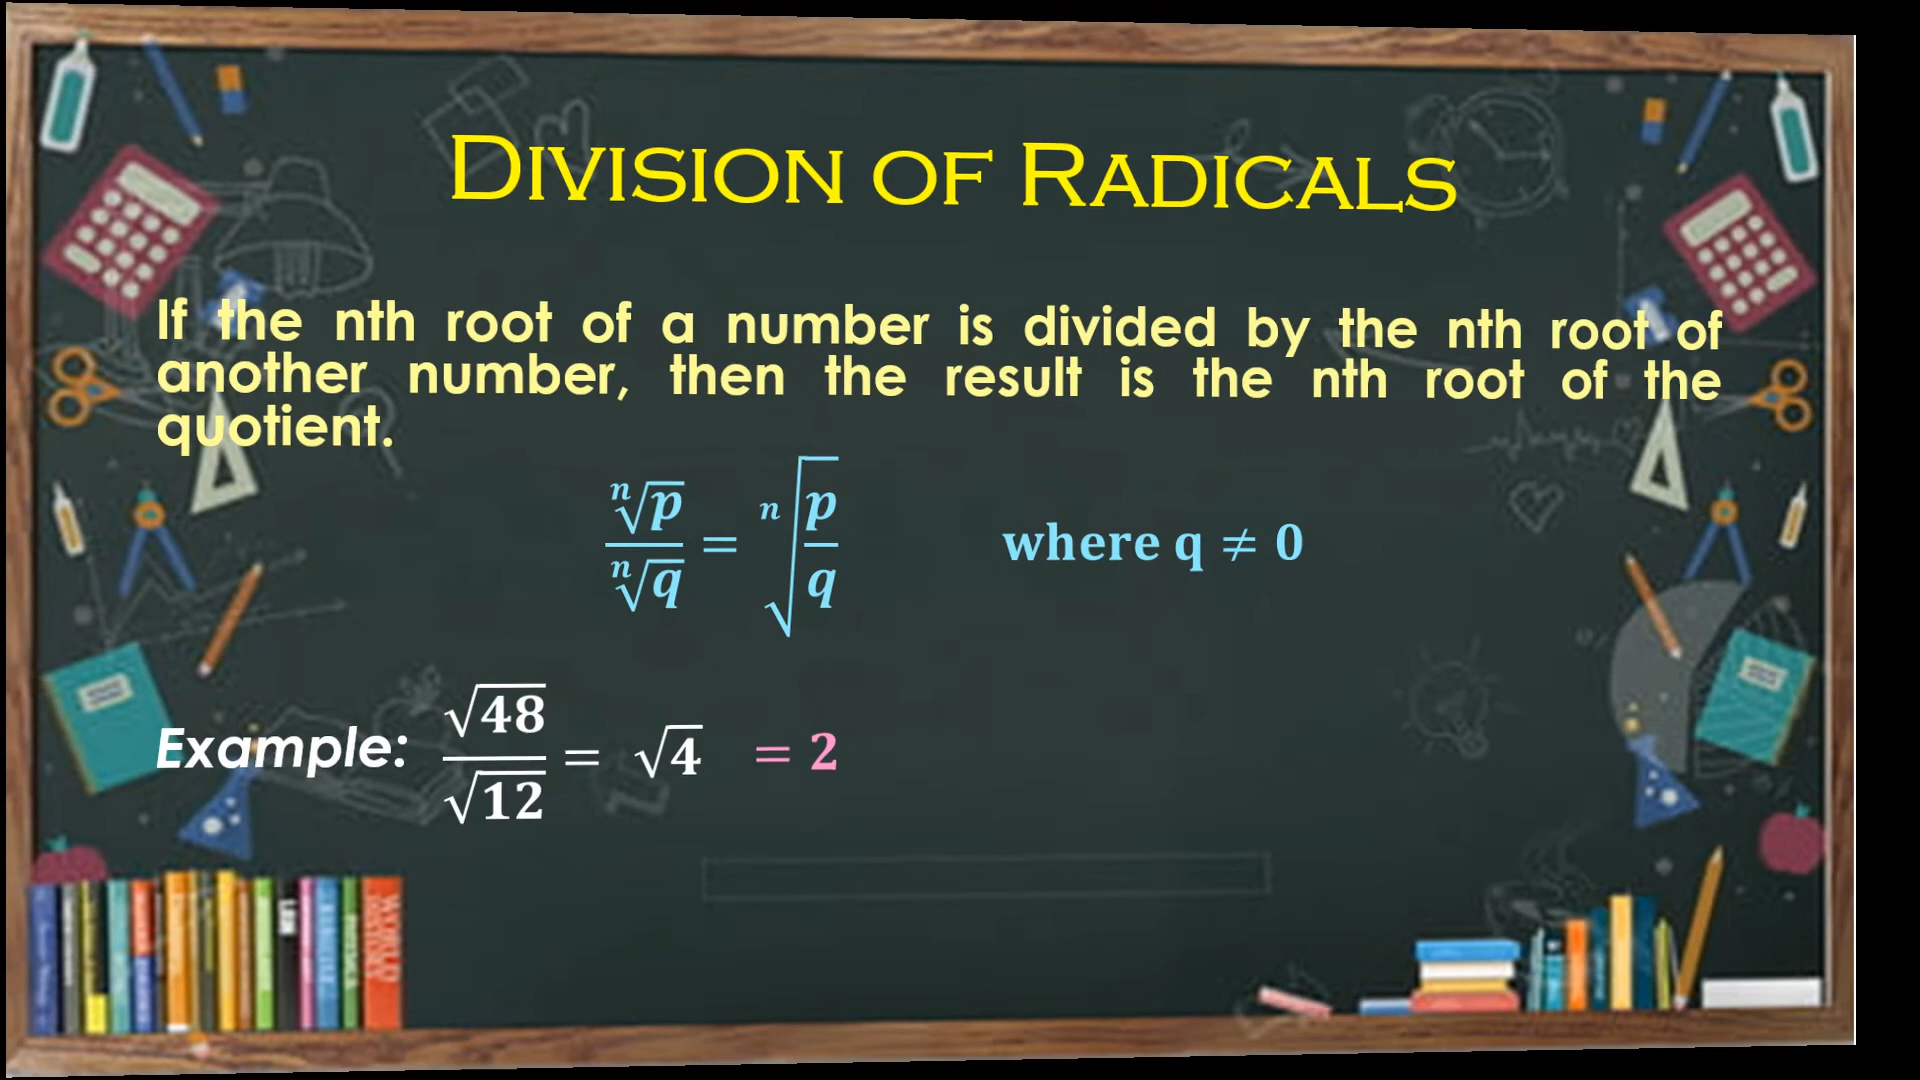 DIVISION OF RADICALS
If the nth root of a number is divided by the nth root of
another number, then the result is the nth root of the
quotient.
ⁿ√p / ⁿ√q = ⁿ√(p/q) where q ≠ 0
Example: √48 / √12 = √4 = 2